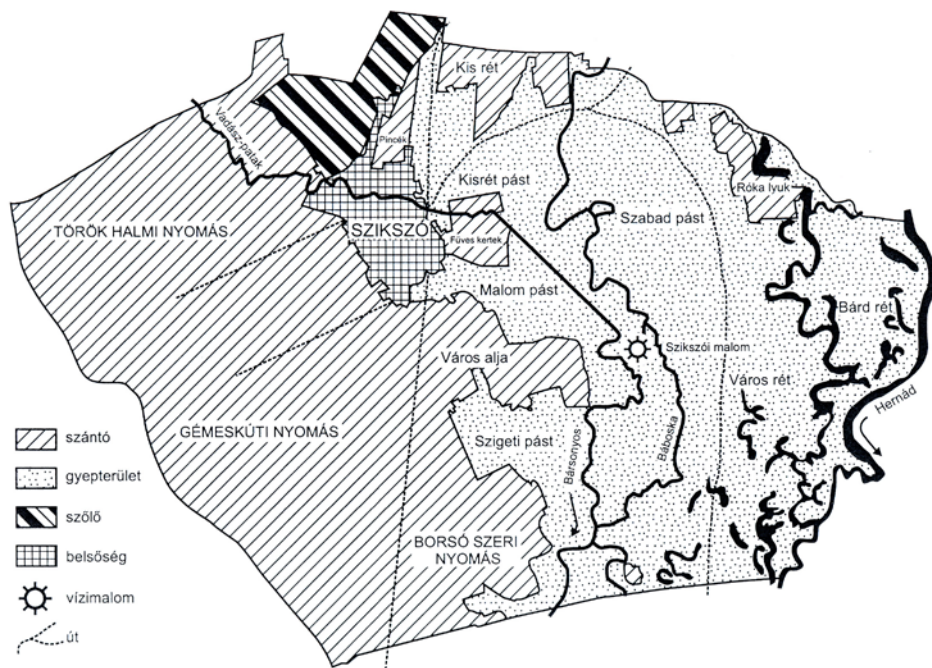 Kis rét
Vadász-patak
Pincék
Kisrét pást
Róka lyuk
Szabad pást
TÖRÖK HALMI NYOMÁS
SZIKSZÓ
Füves kertek
Malom pást
Bárd rét
Szikszói malom
Város alja
Város rét
Hernád
GÉMESKÚTI NYOMÁS
Szigeti pást
Bársonyos
Báboska
BORSÓ SZERI
NYOMÁS
szántó
gyepterület
szőlő
belsőség
vízimalom
út